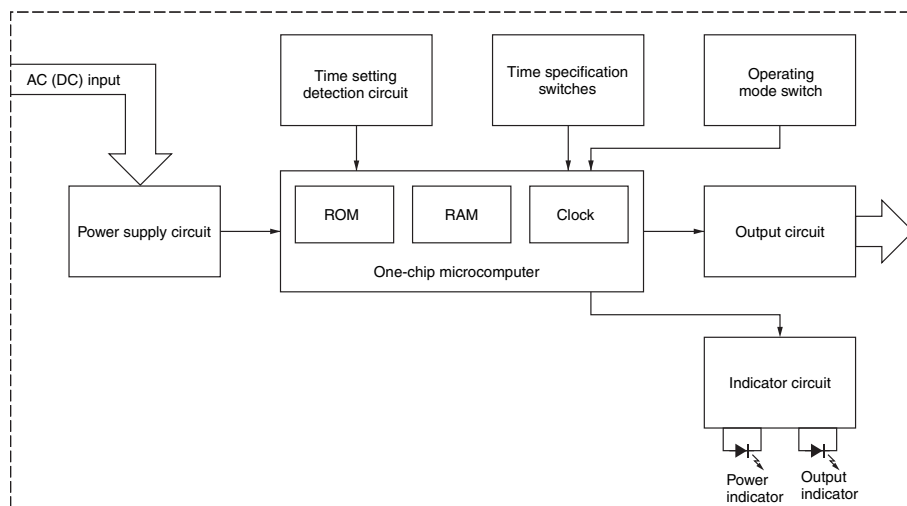 AC (DC) input
Time setting
detection circuit
Time specification
switches
Operating
mode switch
Power supply circuit
ROM
RAM
Clock
One-chip microcomputer
Output circuit
Indicator circuit
Power
indicator
Output
indicator